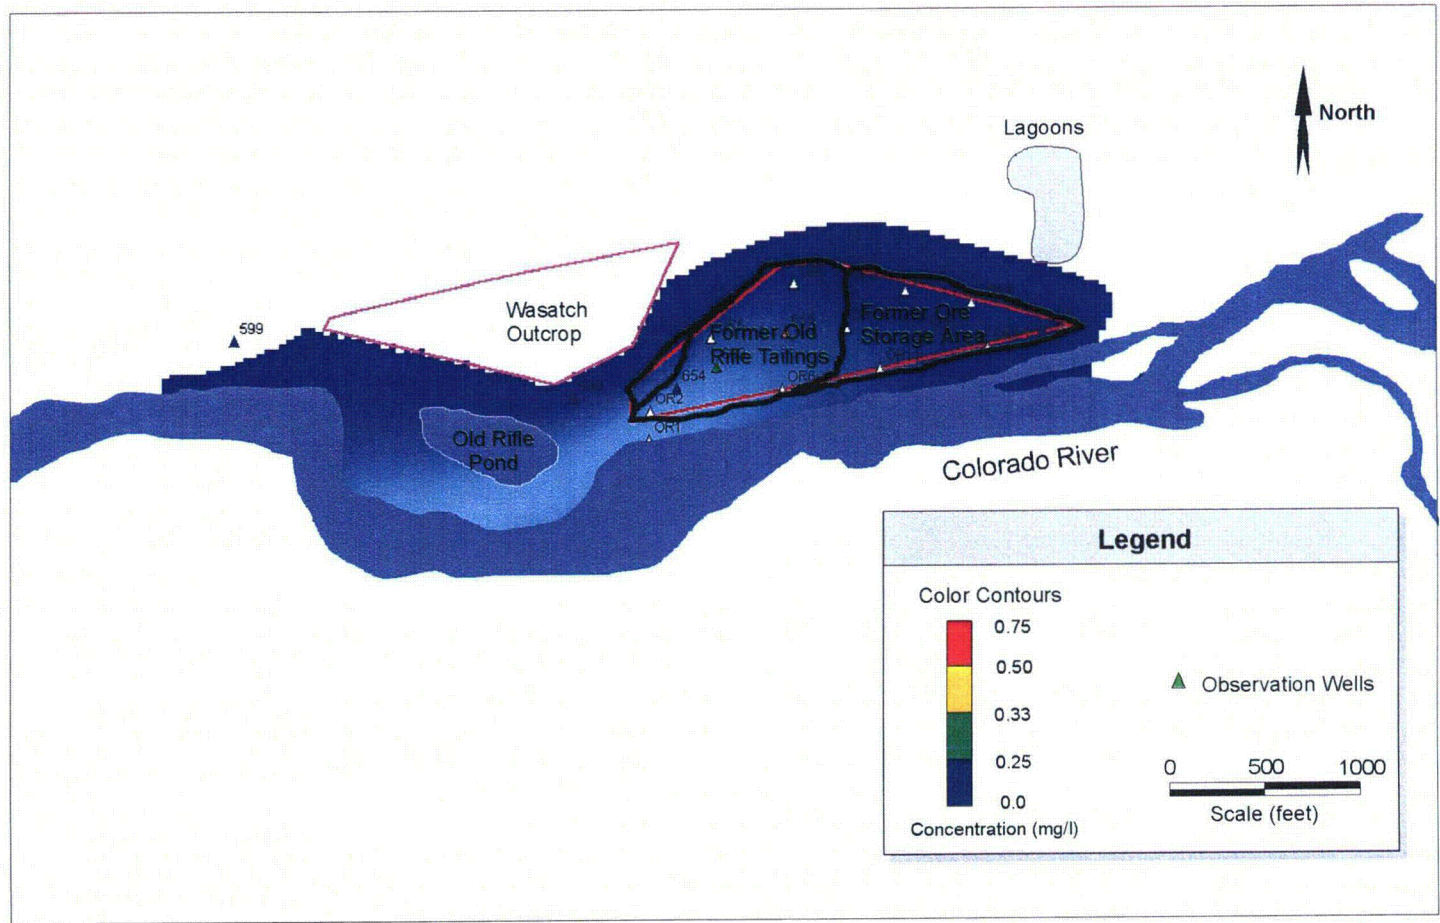 North
Lagoons
Wasatch
Outcrop
599
Former Old
Rifle Tailings
Former Ore
Storage Area
654
OR2
OR1
Old Rifle
Pond
Colorado River
Legend
Color Contours
0.75
0.50
0.33
0.25
0.0
Concentration (mg/l)
Observation Wells
0 500 1000
Scale (feet)